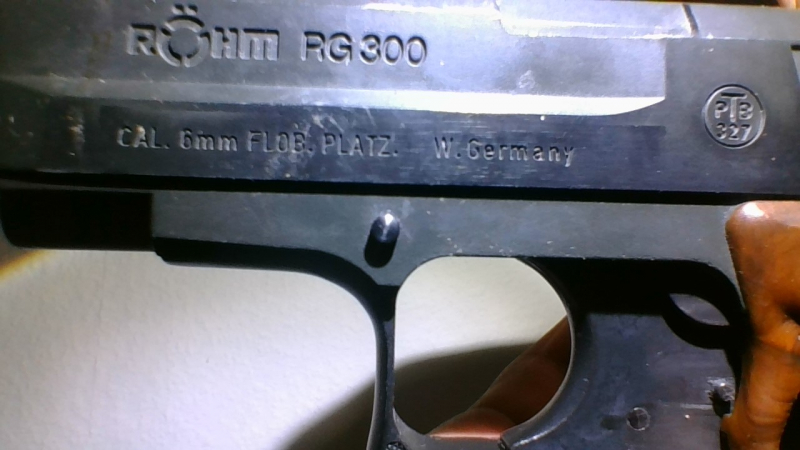 RÖHM RG300
CAL. 6mm FLOB. PLATZ. W. Germany
PTB
327